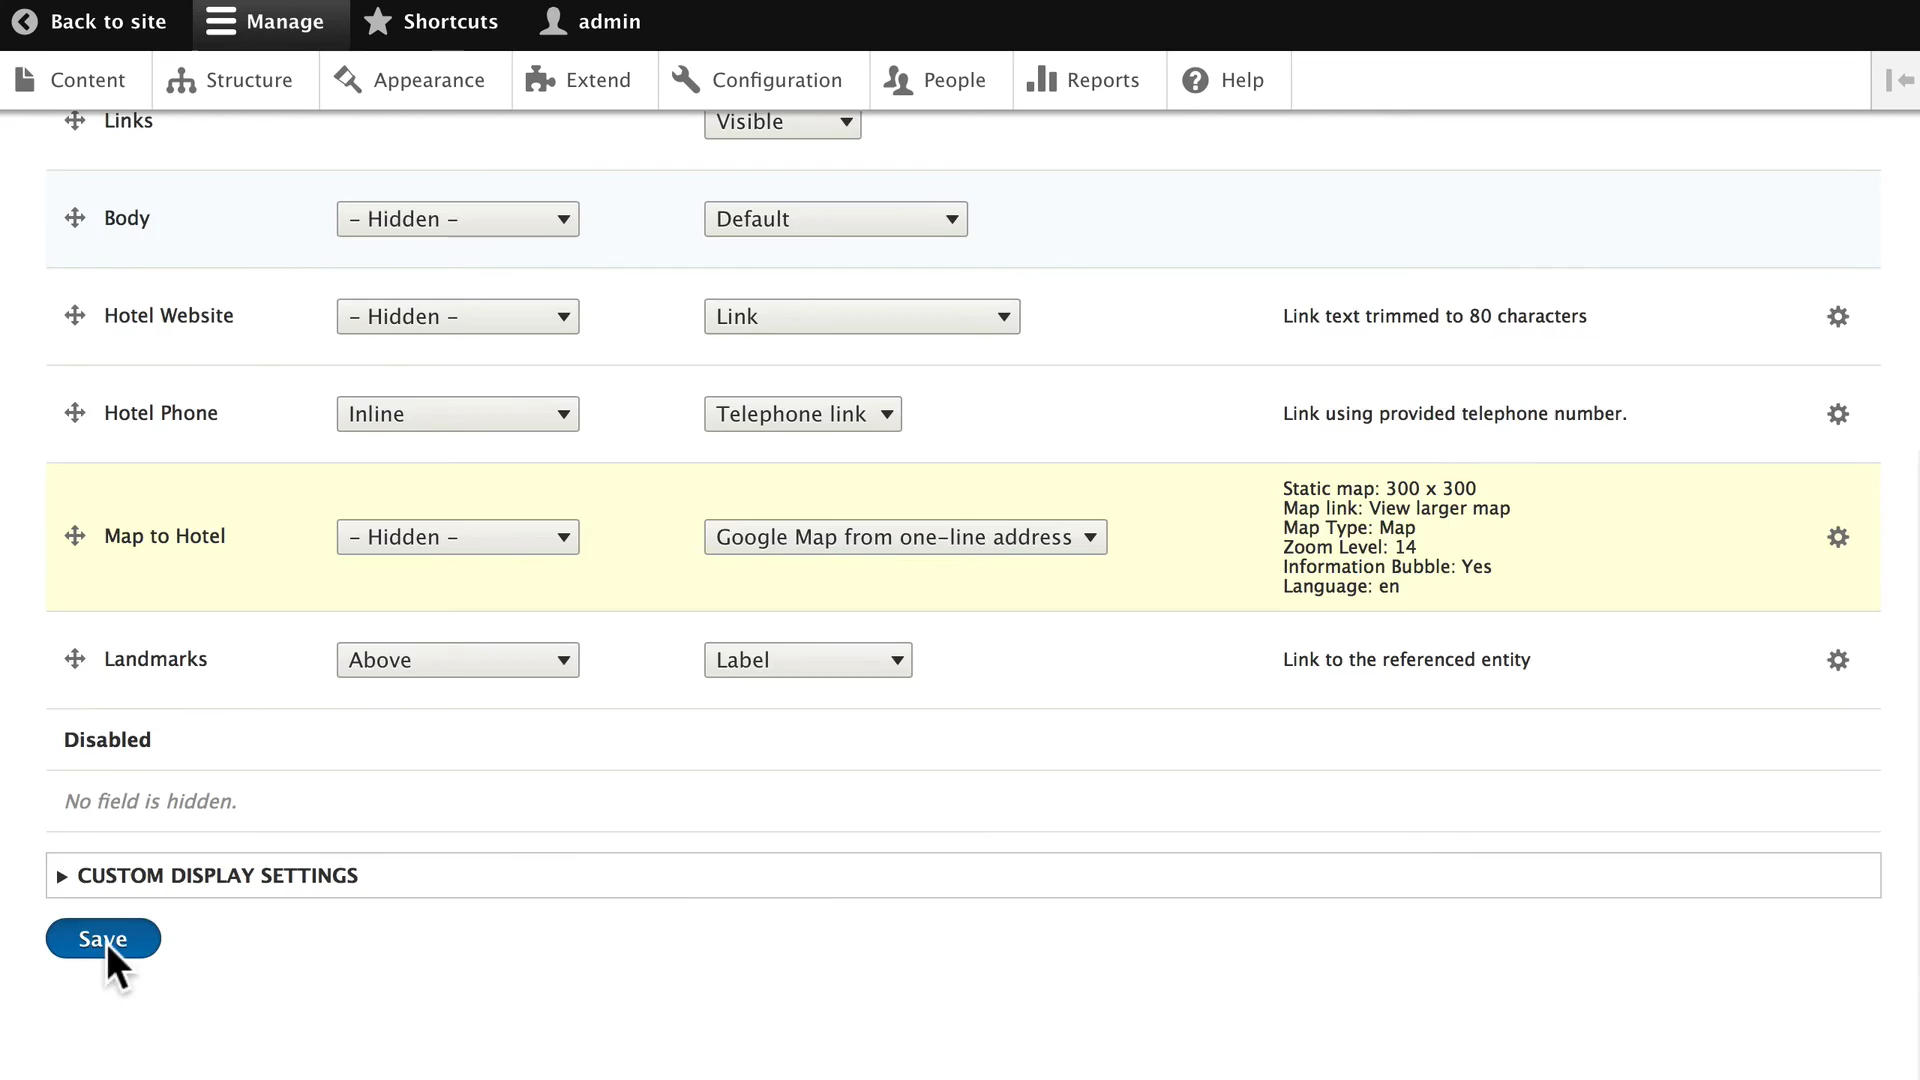 Back to site Manage Shortcuts admin
Content Structure Appearance Extend Configuration People Reports Help
Links Visible
Body – Hidden – Default
Hotel Website – Hidden – Link Link text trimmed to 80 characters
Hotel Phone Inline Telephone link Link using provided telephone number.
Map to Hotel – Hidden – Google Map from one-line address
Static map: 300 x 300
Map link: View larger map
Map Type: Map
Zoom Level: 14
Information Bubble: Yes
Language: en
Landmarks Above Label Link to the referenced entity
Disabled
No field is hidden.
CUSTOM DISPLAY SETTINGS
Save